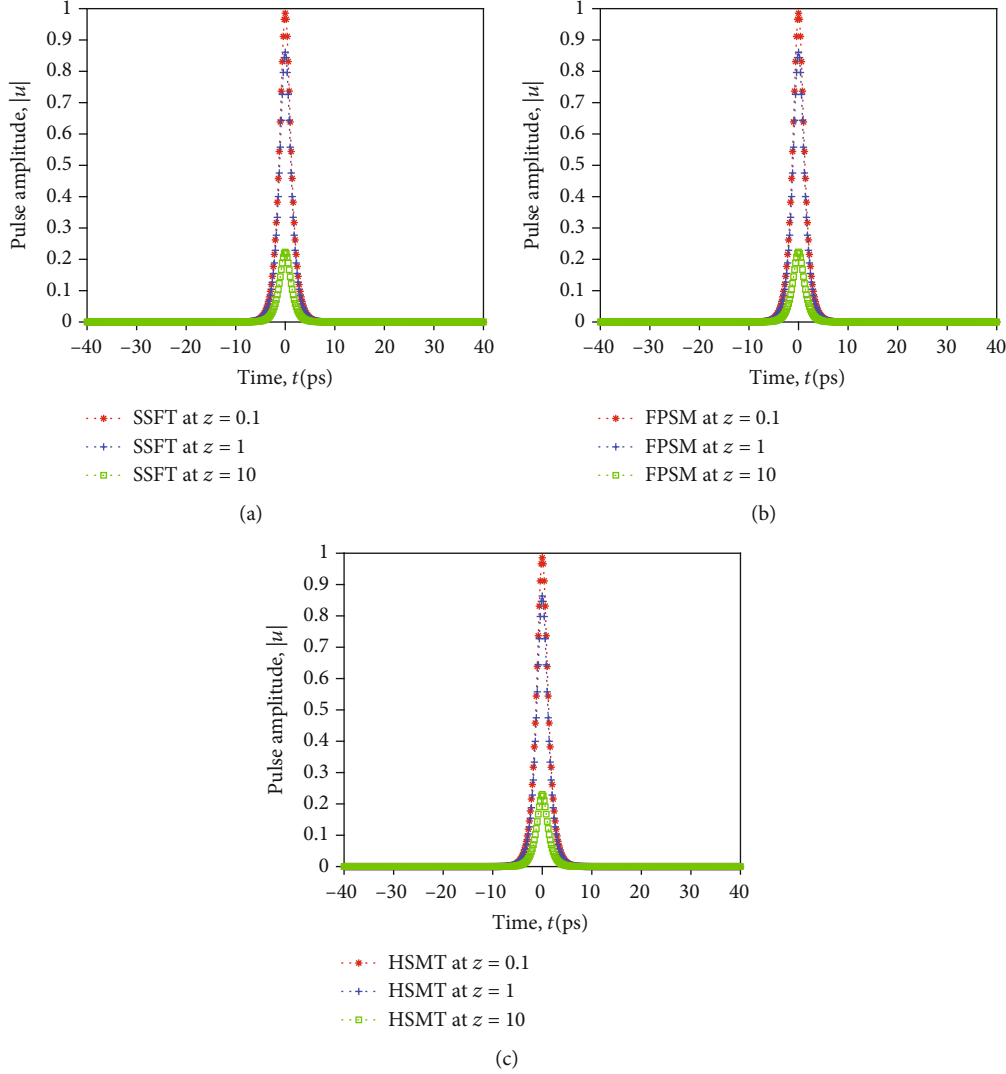 1
0.9
0.8
0.7
0.6
0.5
0.4
0.3
0.2
0.1
0
Pulse amplitude, |u|
–40 –30 –20 –10 0 10 20 30 40
Time, t(ps)
SSFT at z = 0.1
SSFT at z = 1
SSFT at z = 10
(a)
1
0.9
0.8
0.7
0.6
0.5
0.4
0.3
0.2
0.1
0
Pulse amplitude, |u|
–40 –30 –20 –10 0 10 20 30 40
Time, t(ps)
FPSM at z = 0.1
FPSM at z = 1
FPSM at z = 10
(b)
1
0.9
0.8
0.7
0.6
0.5
0.4
0.3
0.2
0.1
0
Pulse amplitude, |u|
–40 –30 –20 –10 0 10 20 30 40
Time, t(ps)
HSMT at z = 0.1
HSMT at z = 1
HSMT at z = 10
(c)